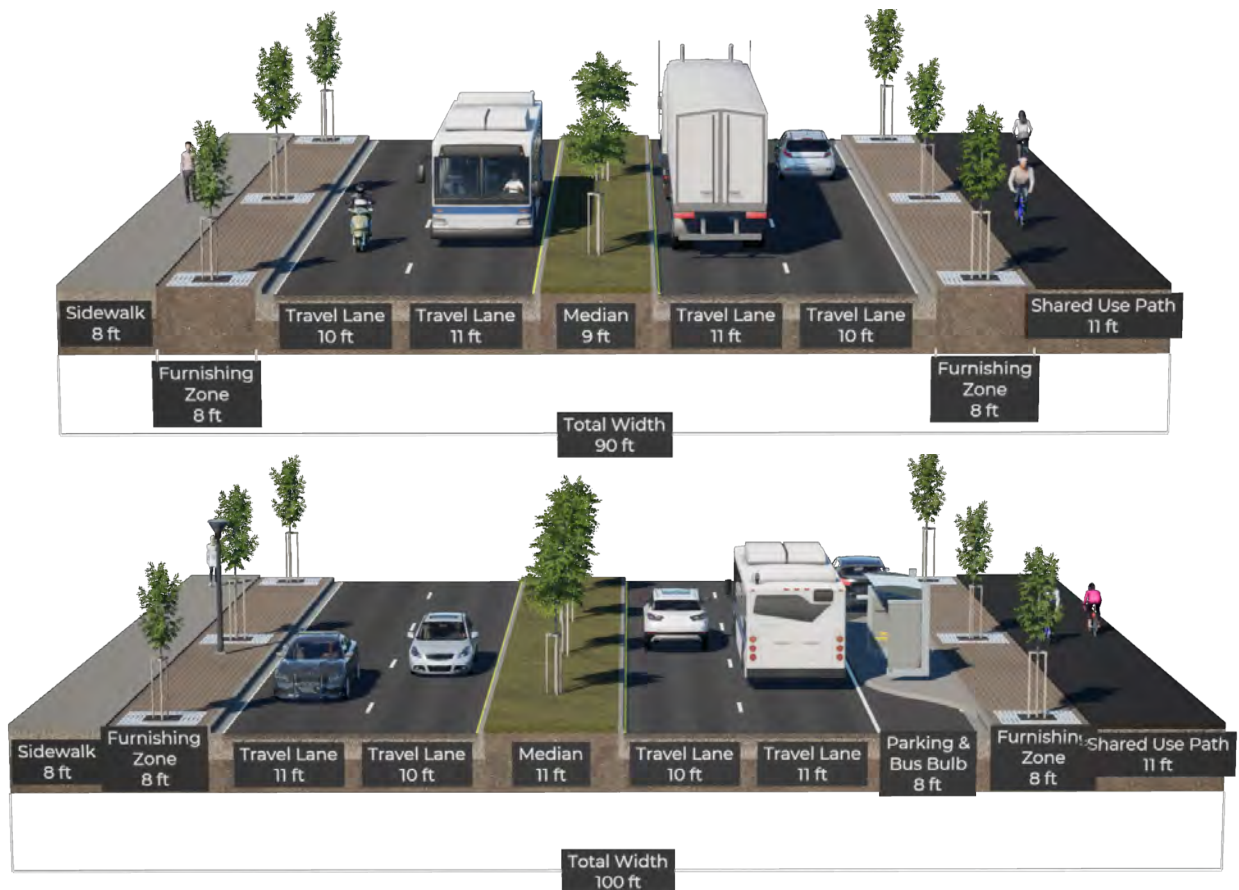 Sidewalk
8 ft
Furnishing
Zone
8 ft
Travel Lane
10 ft
Travel Lane
11 ft
Median
9 ft
Travel Lane
11 ft
Travel Lane
10 ft
Furnishing
Zone
8 ft
Shared Use Path
11 ft
Total Width
90 ft
Sidewalk
8 ft
Furnishing
Zone
8 ft
Travel Lane
11 ft
Travel Lane
10 ft
Median
11 ft
Travel Lane
10 ft
Travel Lane
11 ft
Parking &
Bus Bulb
8 ft
Furnishing
Zone
8 ft
Shared Use Path
11 ft
Total Width
100 ft